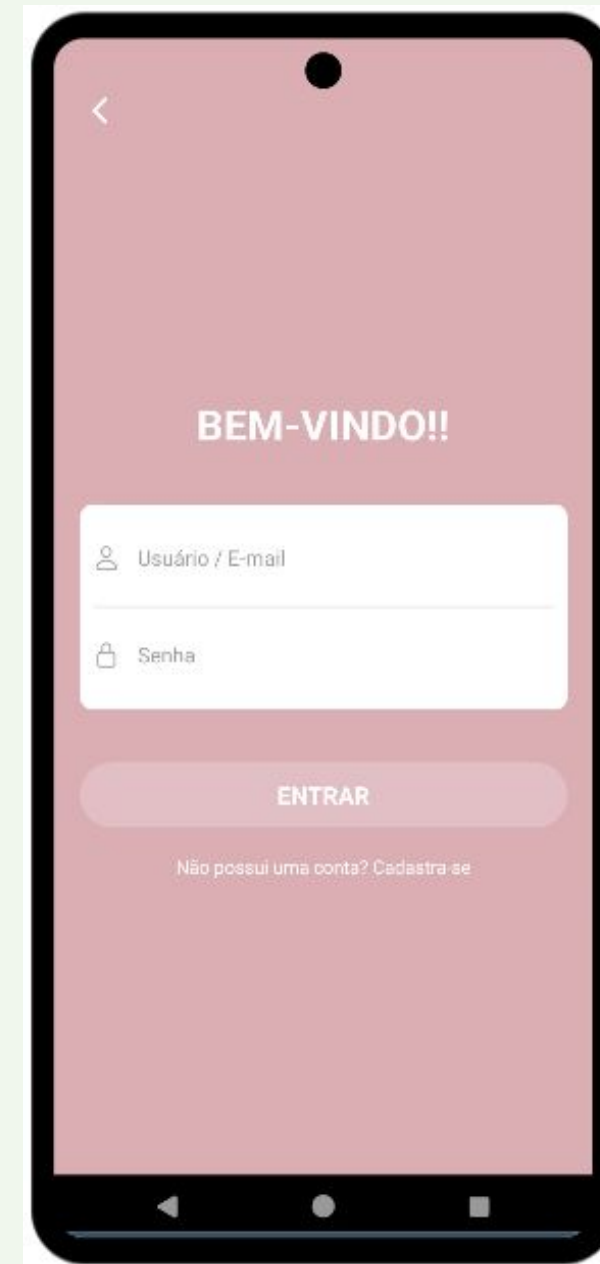 BEM-VINDO!!
Usuário / E-mail
Senha
ENTRAR
Não possui uma conta? Cadastra-se